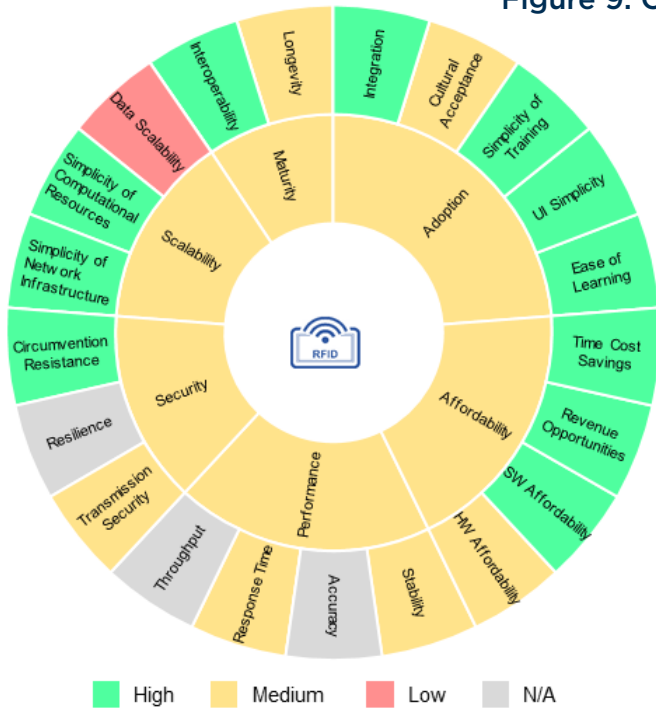 Figure 9. C
Interoperability
Longevity
Integration
Cultural
Acceptance
Simplicity of
Training
UI Simplicity
Ease of
Learning
Time Cost
Savings
Revenue
Opportunities
SW Affordability
HW Affordability
Stability
Accuracy
Response Time
Throughput
Transmission
Security
Resilience
Circumvention
Resistance
Simplicity of
Network
Infrastructure
Simplicity of
Computational
Resources
Data Scalability
Maturity
Adoption
Affordability
Performance
Security
Scalability
RFID
High
Medium
Low
N/A